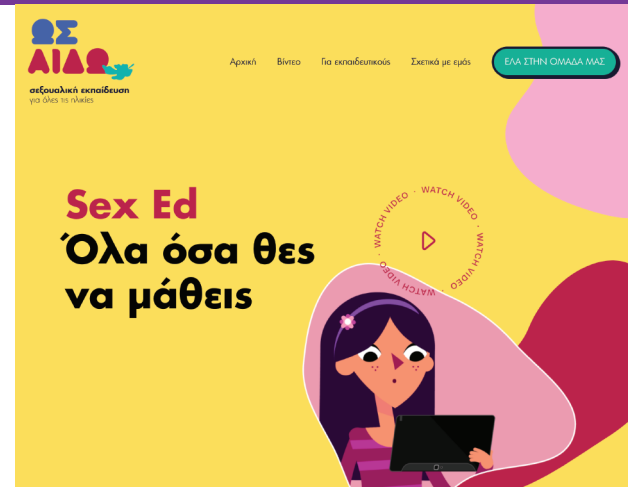 ΩΣ
ΑΙΔΩ
σεξουαλική εκπαίδευση
για όλες τις ηλικίες
Αρχική Βίντεο Για εκπαιδευτικούς Σχετικά με εμάς ΕΛΑ ΣΤΗΝ ΟΜΑΔΑ ΜΑΣ
Sex Ed
Όλα όσα θες
να μάθεις
WATCH VIDEO · WATCH VIDEO · WATCH VIDEO · WATCH VIDEO ·